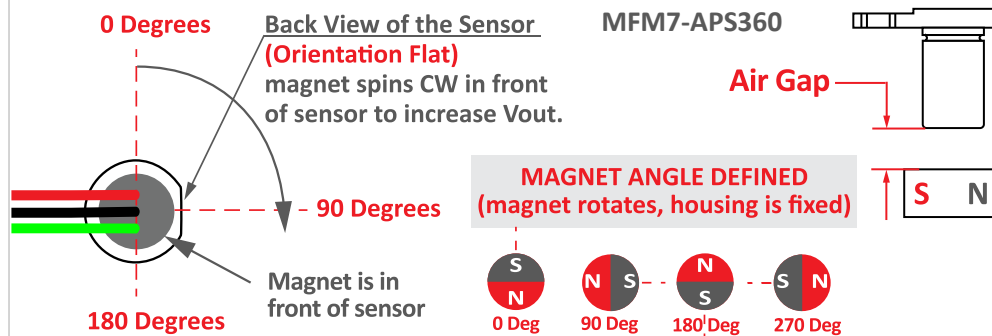 0 Degrees
Back View of the Sensor
(Orientation Flat)
magnet spins CW in front
of sensor to increase Vout.
MFM7-APS360
Air Gap
90 Degrees
MAGNET ANGLE DEFINED
(magnet rotates, housing is fixed)
S N
Magnet is in
front of sensor
180 Degrees
S
N
0 Deg
N S
90 Deg
N
S
180 Deg
S N
270 Deg